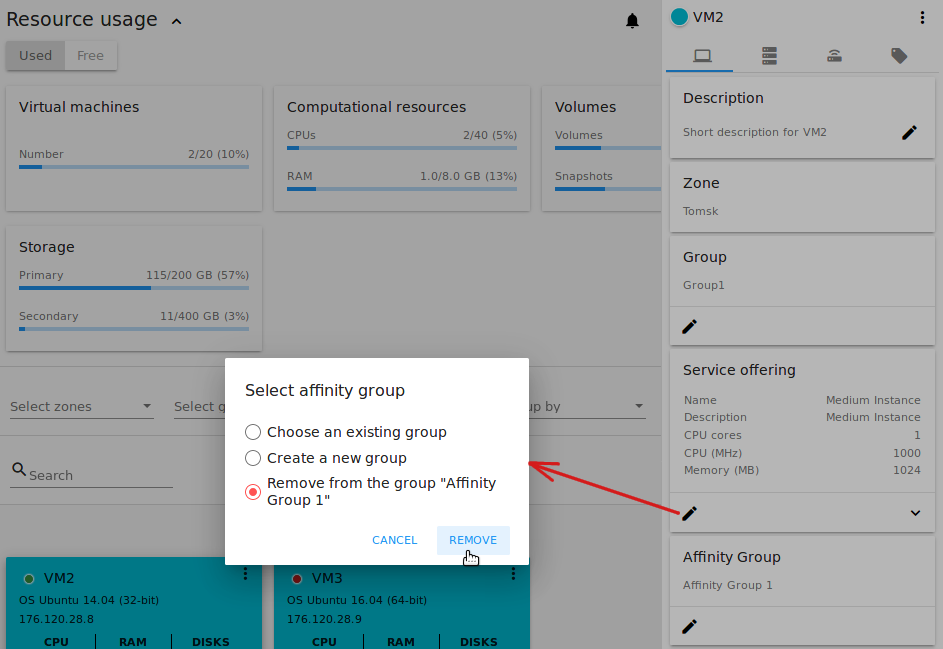 Resource usage
Used
Free
Virtual machines
Number 2/20 (10%)
Computational resources
CPUs 2/40 (5%)
RAM 1.0/8.0 GB (13%)
Volumes
Volumes
Snapshots
Storage
Primary 115/200 GB (57%)
Secondary 11/400 GB (3%)
Select zones
Select g
up by
Search
Select affinity group
Choose an existing group
Create a new group
Remove from the group "Affinity
Group 1"
CANCEL
REMOVE
VM2
OS Ubuntu 14.04 (32-bit)
176.120.28.8
CPU RAM DISKS
VM3
OS Ubuntu 16.04 (64-bit)
176.120.28.9
CPU RAM DISKS
VM2
Description
Short description for VM2
Zone
Tomsk
Group
Group1
Service offering
Name Medium Instance
Description Medium Instance
CPU cores 1
CPU (MHz) 1000
Memory (MB) 1024
Affinity Group
Affinity Group 1